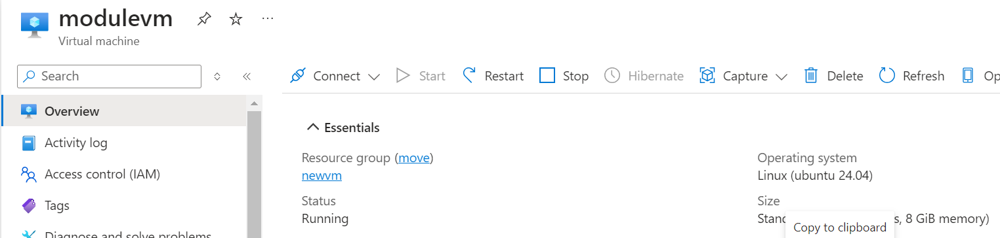 modulevm
Virtual machine
Search
Connect Start Restart Stop Hibernate Capture Delete Refresh Op
Overview
Activity log
Access control (IAM)
Tags
Diagnose and solve problems
Essentials
Resource group (move)
newvm
Status
Running
Operating system
Linux (ubuntu 24.04)
Size
8 GiB memory)
Copy to clipboard